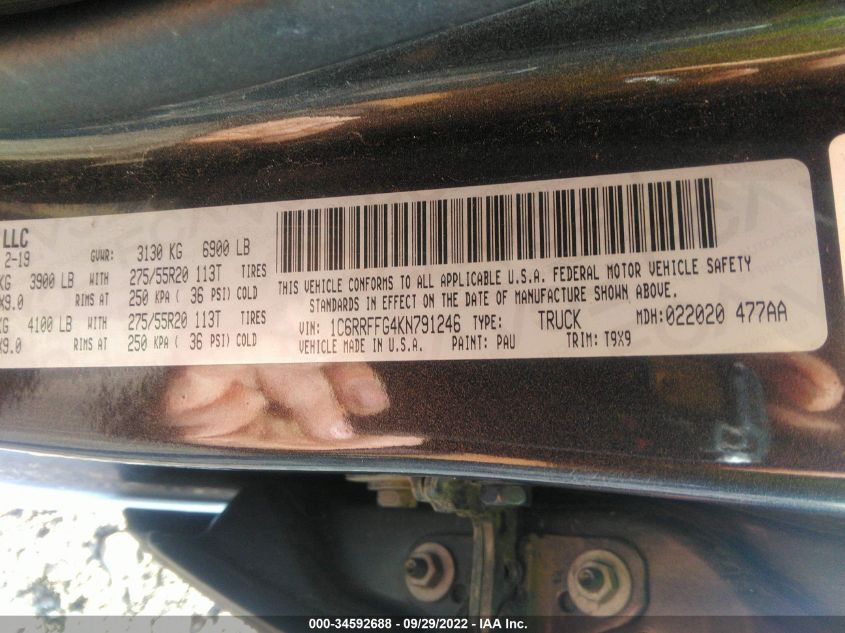 LLC
2-19 GVWR: 3130 KG 6900 LB
KG 3900 LB WITH 275/55R20 113T TIRES
X9.0 RIMS AT 250 KPA ( 36 PSI) COLD
KG 4100 LB WITH 275/55R20 113T TIRES
X9.0 RIMS AT 250 KPA ( 36 PSI) COLD
THIS VEHICLE CONFORMS TO ALL APPLICABLE U.S.A. FEDERAL MOTOR VEHICLE SAFETY
STANDARDS IN EFFECT ON THE DATE OF MANUFACTURE SHOWN ABOVE.
VIN: 1C6RRFFG4KN791246 TYPE: TRUCK MDH: 022020 477AA
VEHICLE MADE IN U.S.A. PAINT: PAU TRIM: T9X9
000-34592688 - 09/29/2022 - IAA Inc.